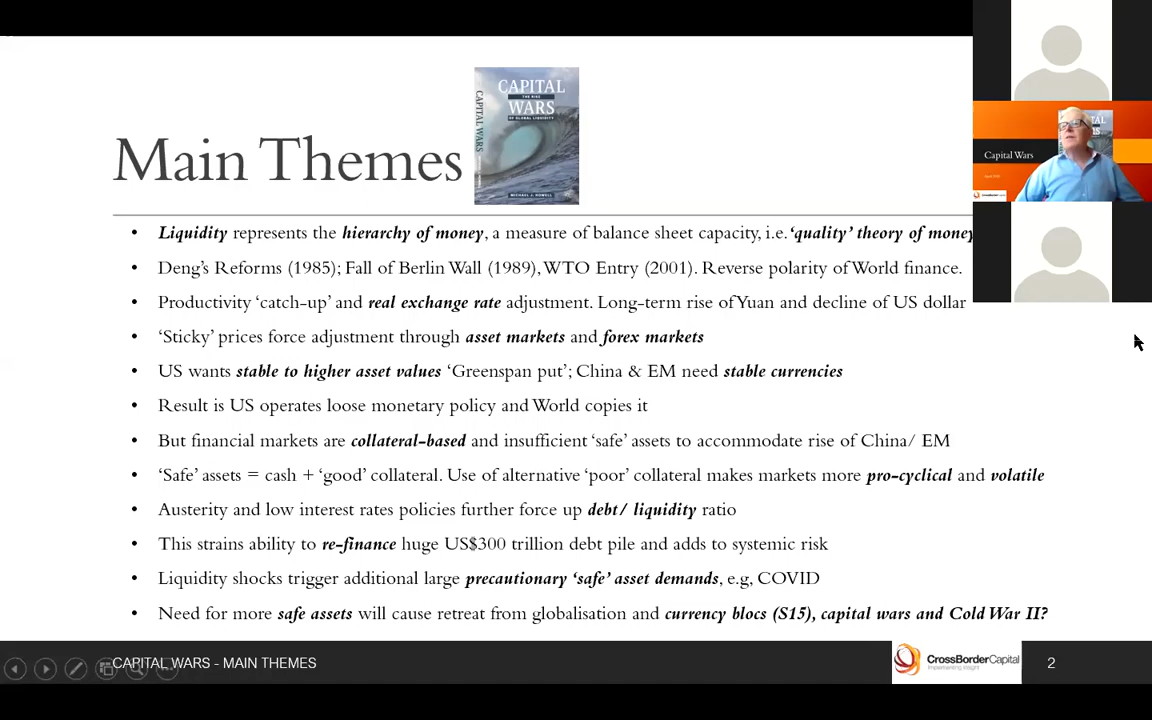 CAPITAL
THE RISE
WARS
OF GLOBAL LIQUIDITY
CAPITAL WARS
MICHAEL J. HOWELL
Main Themes
Capital Wars
• Liquidity represents the hierarchy of money, a measure of balance sheet capacity, i.e.‘quality’ theory of money
• Deng’s Reforms (1985); Fall of Berlin Wall (1989), WTO Entry (2001). Reverse polarity of World finance.
• Productivity ‘catch-up’ and real exchange rate adjustment. Long-term rise of Yuan and decline of US dollar
• ‘Sticky’ prices force adjustment through asset markets and forex markets
• US wants stable to higher asset values ‘Greenspan put’; China & EM need stable currencies
• Result is US operates loose monetary policy and World copies it
• But financial markets are collateral-based and insufficient ‘safe’ assets to accommodate rise of China/ EM
• ‘Safe’ assets = cash + ‘good’ collateral. Use of alternative ‘poor’ collateral makes markets more pro-cyclical and volatile
• Austerity and low interest rates policies further force up debt/ liquidity ratio
• This strains ability to re-finance huge US$300 trillion debt pile and adds to systemic risk
• Liquidity shocks trigger additional large precautionary ‘safe’ asset demands, e.g, COVID
• Need for more safe assets will cause retreat from globalisation and currency blocs (S15), capital wars and Cold War II?
CAPITAL WARS - MAIN THEMES
CrossBorderCapital
Implementing Insight
2